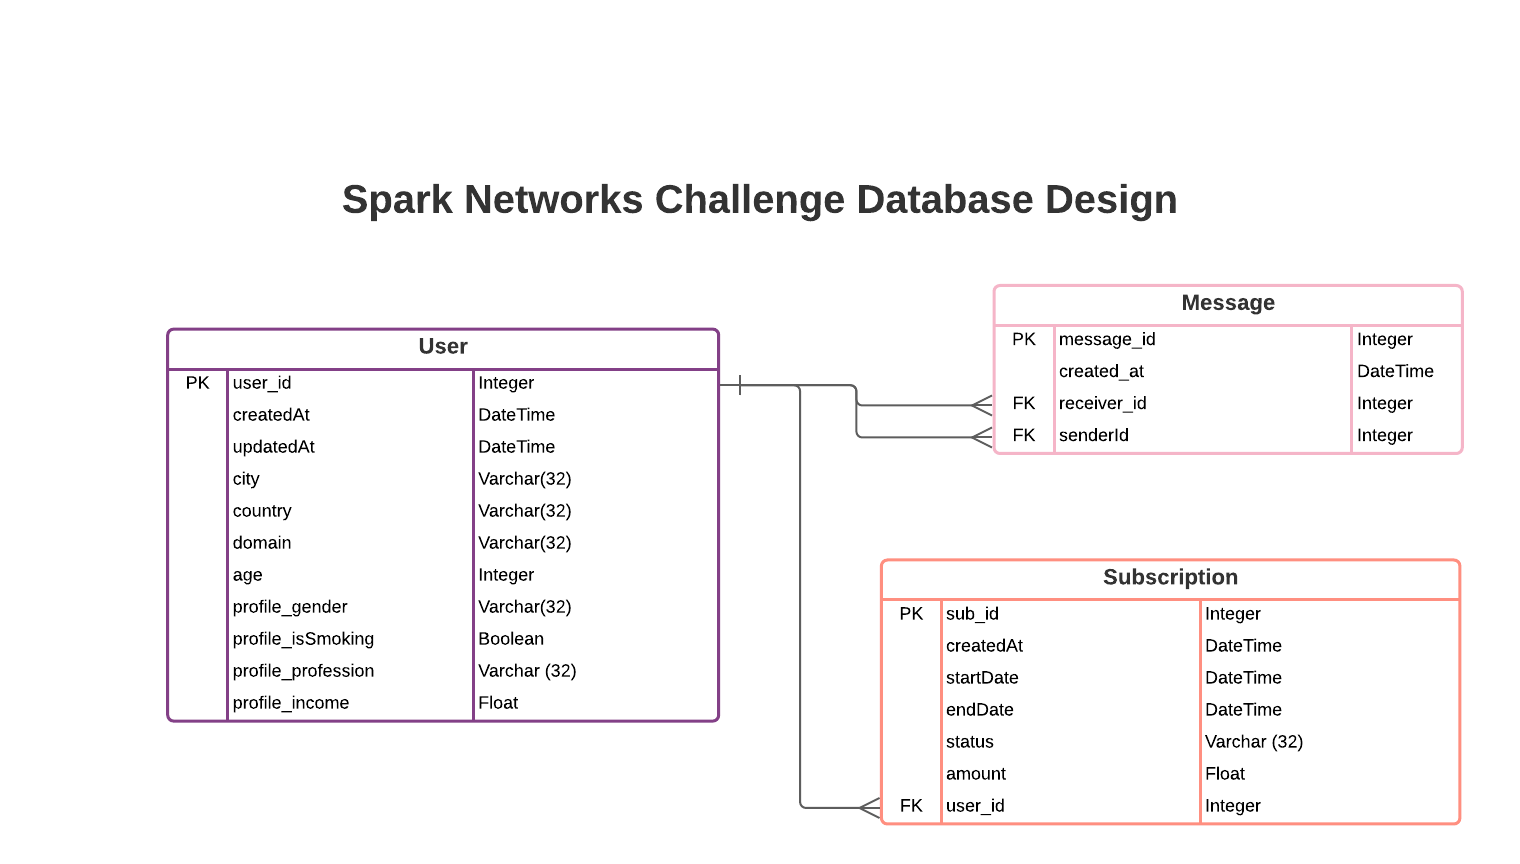 Spark Networks Challenge Database Design
User
PK user_id Integer
createdAt DateTime
updatedAt DateTime
city Varchar(32)
country Varchar(32)
domain Varchar(32)
age Integer
profile_gender Varchar(32)
profile_isSmoking Boolean
profile_profession Varchar (32)
profile_income Float
Message
PK message_id Integer
created_at DateTime
FK receiver_id Integer
FK senderId Integer
Subscription
PK sub_id Integer
createdAt DateTime
startDate DateTime
endDate DateTime
status Varchar (32)
amount Float
FK user_id Integer